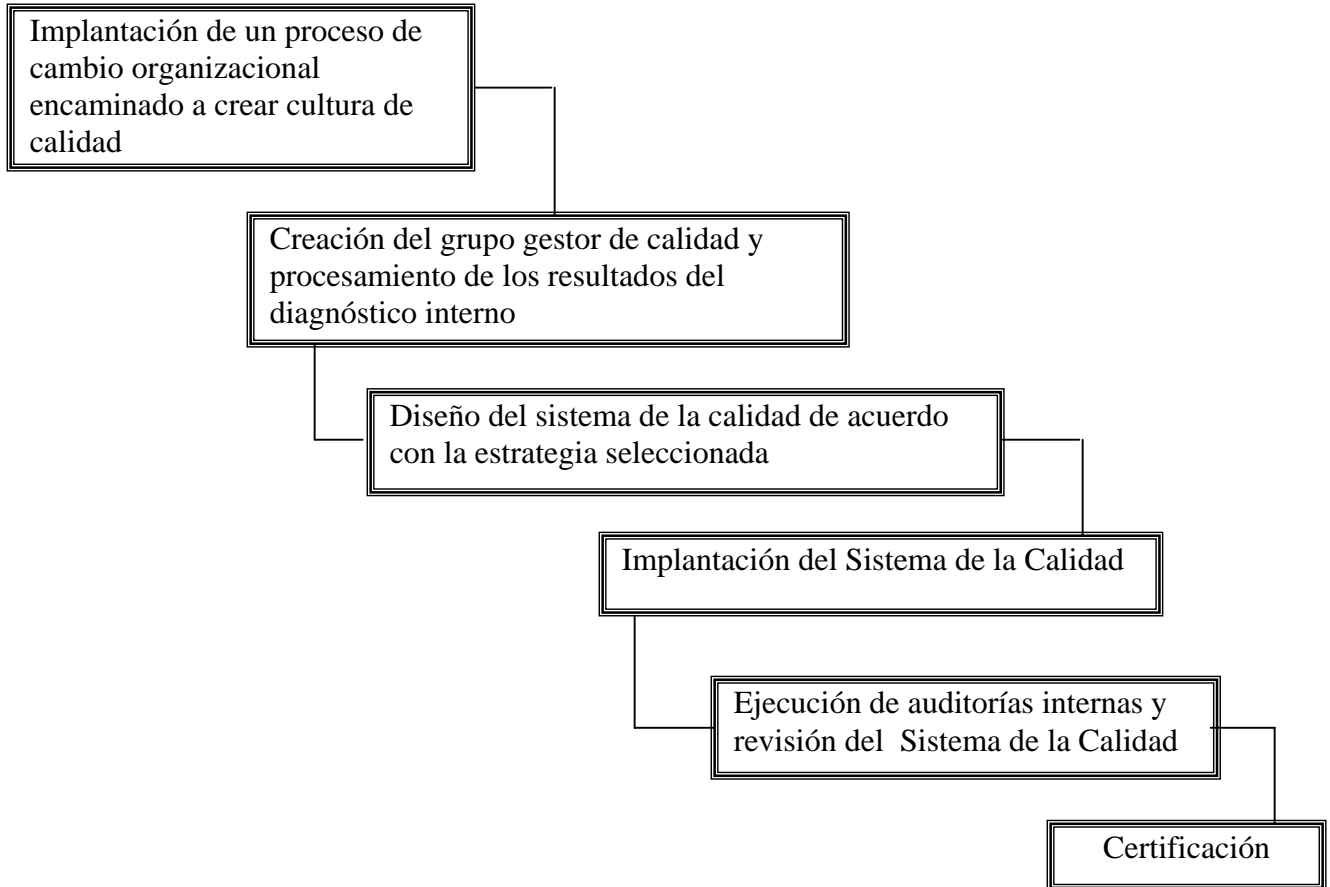 Implantación de un proceso de
cambio organizacional
encaminado a crear cultura de
calidad
Creación del grupo gestor de calidad y
procesamiento de los resultados del
diagnóstico interno
Diseño del sistema de la calidad de acuerdo
con la estrategia seleccionada
Implantación del Sistema de la Calidad
Ejecución de auditorías internas y
revisión del  Sistema de la Calidad
Certificación